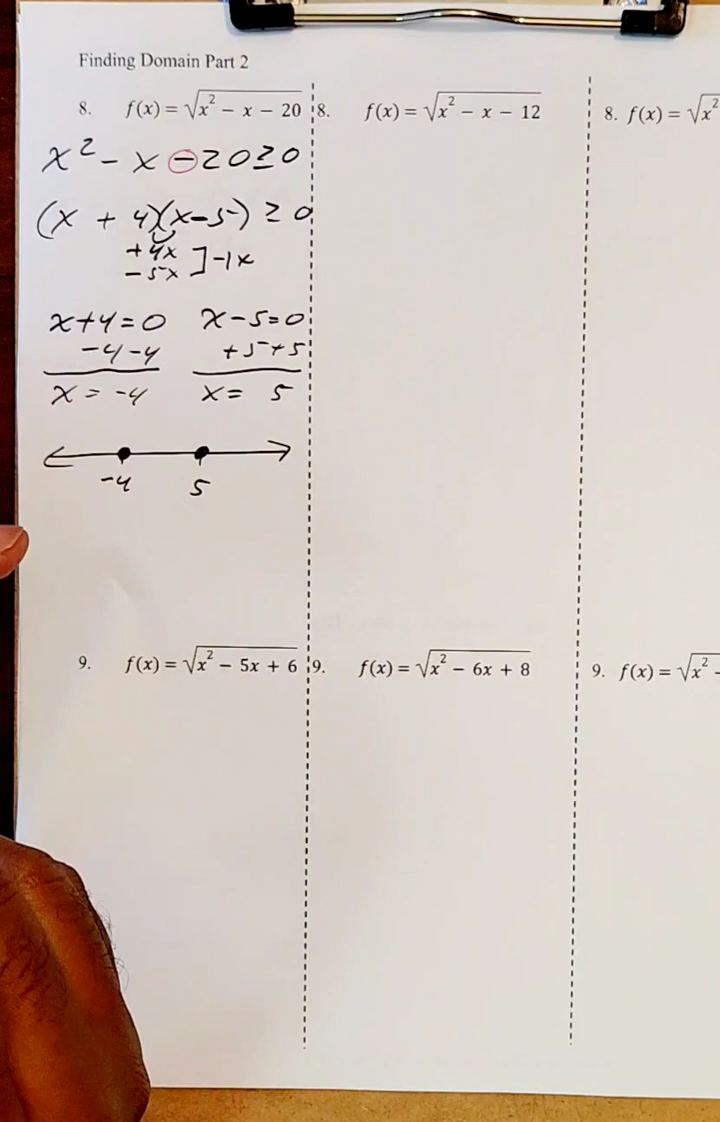 Finding Domain Part 2
8. f(x) = √x² − x − 20
x² − x − 20 ≥ 0
(x + 4)(x − 5) ≥ 0
+4x
−5x ] −1x
x + 4 = 0 x − 5 = 0
−4 −4 +5 +5
x = −4 x = 5
−4 5
9. f(x) = √x² − 5x + 6
8. f(x) = √x² − x − 12
9. f(x) = √x² − 6x + 8
8. f(x) = √x²
9. f(x) = √x² −